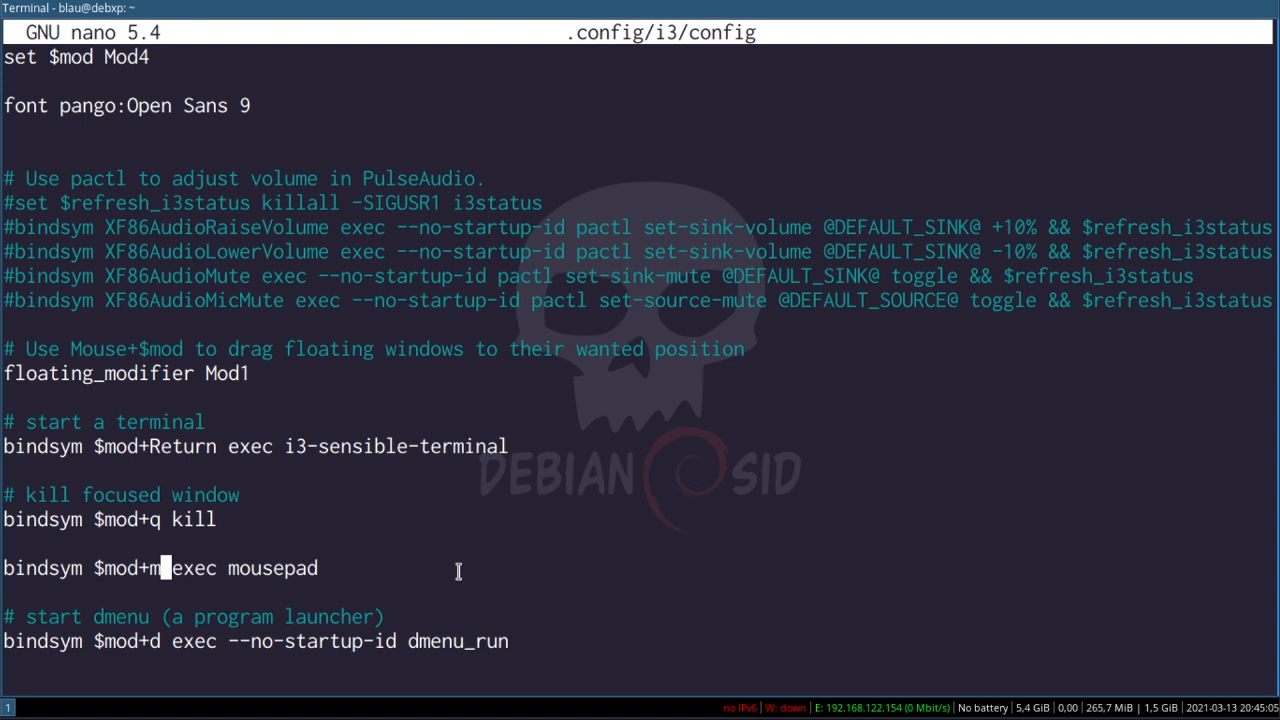 Terminal - blau@debxp: ~
GNU nano 5.4 .config/i3/config
set $mod Mod4
font pango:Open Sans 9
# Use pactl to adjust volume in PulseAudio.
#set $refresh_i3status killall -SIGUSR1 i3status
#bindsym XF86AudioRaiseVolume exec --no-startup-id pactl set-sink-volume @DEFAULT_SINK@ +10% && $refresh_i3status
#bindsym XF86AudioLowerVolume exec --no-startup-id pactl set-sink-volume @DEFAULT_SINK@ -10% && $refresh_i3status
#bindsym XF86AudioMute exec --no-startup-id pactl set-sink-mute @DEFAULT_SINK@ toggle && $refresh_i3status
#bindsym XF86AudioMicMute exec --no-startup-id pactl set-source-mute @DEFAULT_SOURCE@ toggle && $refresh_i3status
# Use Mouse+$mod to drag floating windows to their wanted position
floating_modifier Mod1
# start a terminal
bindsym $mod+Return exec i3-sensible-terminal
DEBIAN SID
# kill focused window
bindsym $mod+q kill
bindsym $mod+m exec mousepad
# start dmenu (a program launcher)
bindsym $mod+d exec --no-startup-id dmenu_run
1 no IPv6 | W: down | E: 192.168.122.154 (0 Mbit/s) | No battery | 5,4 GiB | 0,00 | 265,7 MiB | 1,5 GiB | 2021-03-13 20:45:05